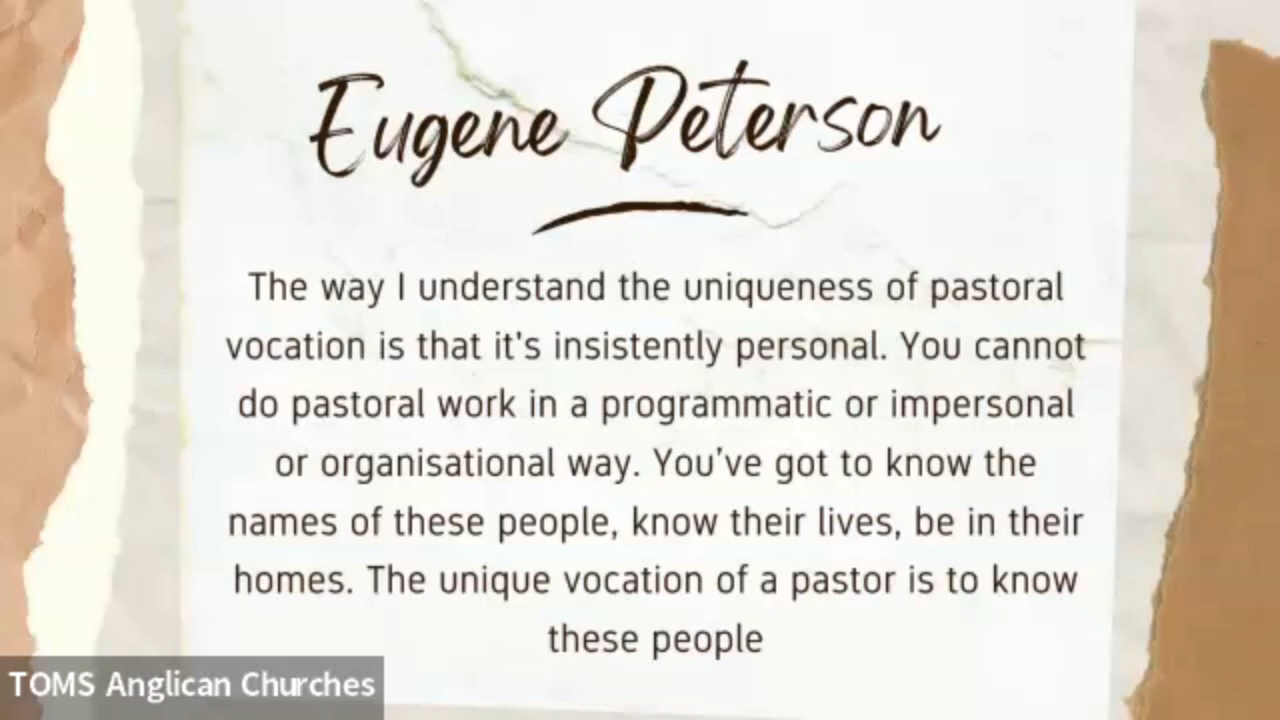 Eugene Peterson
The way I understand the uniqueness of pastoral
vocation is that it's insistently personal. You cannot
do pastoral work in a programmatic or impersonal
or organisational way. You’ve got to know the
names of these people, know their lives, be in their
homes. The unique vocation of a pastor is to know
these people
TOMS Anglican Churches